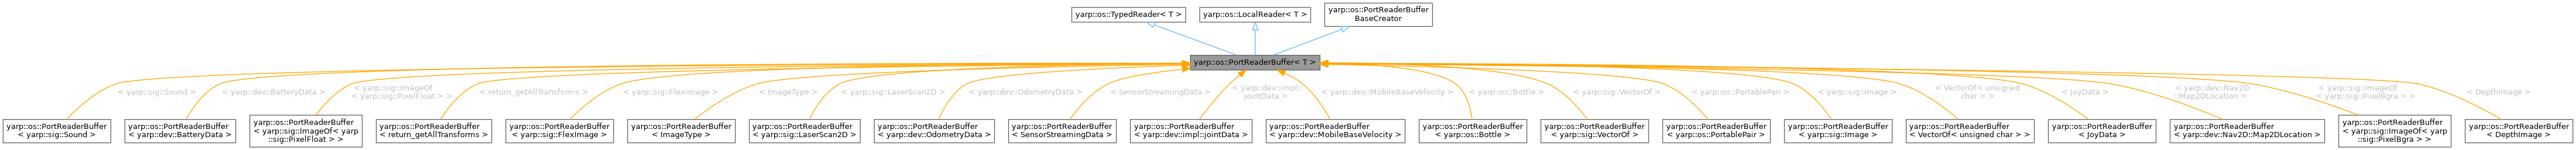 yarp::os::TypedReader< T >
yarp::os::LocalReader< T >
yarp::os::PortReaderBuffer
BaseCreator
yarp::os::PortReaderBuffer< T >
< yarp::sig::Sound >
< yarp::dev::BatteryData >
< yarp::sig::ImageOf
< yarp::sig::PixelFloat > >
< return_getAllTransforms >
< yarp::sig::FlexImage >
< ImageType >
< yarp::sig::LaserScan2D >
< yarp::dev::OdometryData >
< SensorStreamingData >
< yarp::dev::impl::
jointData >
< yarp::dev::MobileBaseVelocity >
< yarp::os::Bottle >
< yarp::sig::VectorOf >
< yarp::os::PortablePair >
< yarp::sig::Image >
< VectorOf< unsigned
char > >
< JoyData >
< yarp::dev::Nav2D
::Map2DLocation >
< yarp::sig::ImageOf
< yarp::sig::PixelBgra > >
< DepthImage >
yarp::os::PortReaderBuffer
< yarp::sig::Sound >
yarp::os::PortReaderBuffer
< yarp::dev::BatteryData >
yarp::os::PortReaderBuffer
< yarp::sig::ImageOf< yarp
::sig::PixelFloat > >
yarp::os::PortReaderBuffer
< return_getAllTransforms >
yarp::os::PortReaderBuffer
< yarp::sig::FlexImage >
yarp::os::PortReaderBuffer
< ImageType >
yarp::os::PortReaderBuffer
< yarp::sig::LaserScan2D >
yarp::os::PortReaderBuffer
< yarp::dev::OdometryData >
yarp::os::PortReaderBuffer
< SensorStreamingData >
yarp::os::PortReaderBuffer
< yarp::dev::impl::jointData >
yarp::os::PortReaderBuffer
< yarp::dev::MobileBaseVelocity >
yarp::os::PortReaderBuffer
< yarp::os::Bottle >
yarp::os::PortReaderBuffer
< yarp::sig::VectorOf >
yarp::os::PortReaderBuffer
< yarp::os::PortablePair >
yarp::os::PortReaderBuffer
< yarp::sig::Image >
yarp::os::PortReaderBuffer
< VectorOf< unsigned char > >
yarp::os::PortReaderBuffer
< JoyData >
yarp::os::PortReaderBuffer
< yarp::dev::Nav2D::Map2DLocation >
yarp::os::PortReaderBuffer
< yarp::sig::ImageOf< yarp
::sig::PixelBgra > >
yarp::os::PortReaderBuffer
< DepthImage >